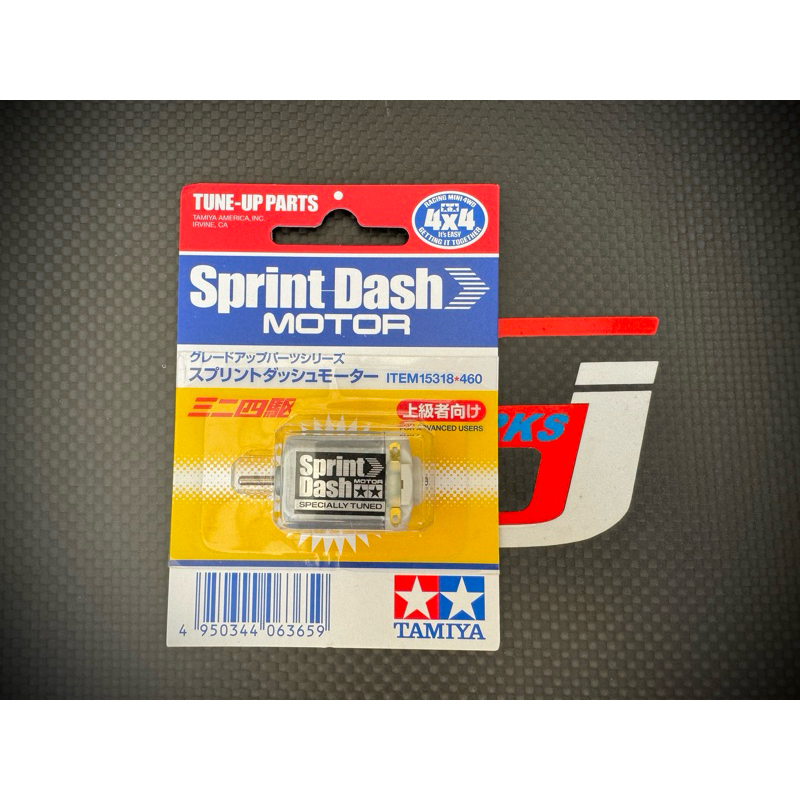 TUNE-UP PARTS
TAMIYA AMERICA, INC.
IRVINE, CA
RACING MINI 4WD
4x4
It's EASY
GETTING IT TOGETHER
Sprint Dash
MOTOR
グレードアップパーツシリーズ
スプリントダッシュモーター ITEM15318★460
ミニ四駆
上級者向け
FOR ADVANCED USERS
Sprint
Dash
MOTOR
SPECIALLY TUNED
4 950344 063659
TAMIYA